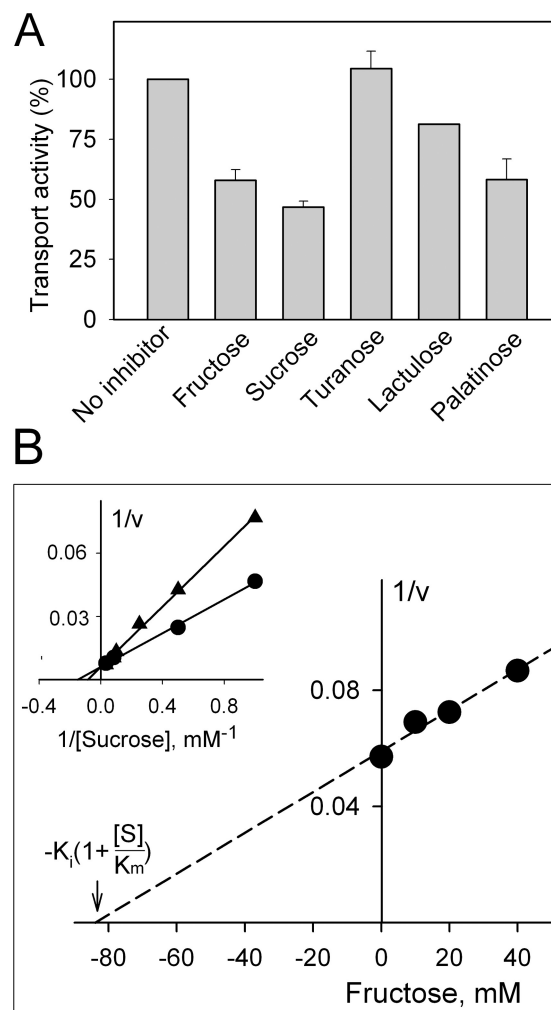 A
Transport activity (%)
100
75
50
25
0
No inhibitor
Fructose
Sucrose
Turanose
Lactulose
Palatinose
B
1/v
0.06
0.03
-0.4
0.0
0.4
0.8
1/[Sucrose], mM-1
1/v
0.08
0.04
-Ki(1+[S]/Km)
-80
-60
-40
-20
0
20
40
Fructose, mM